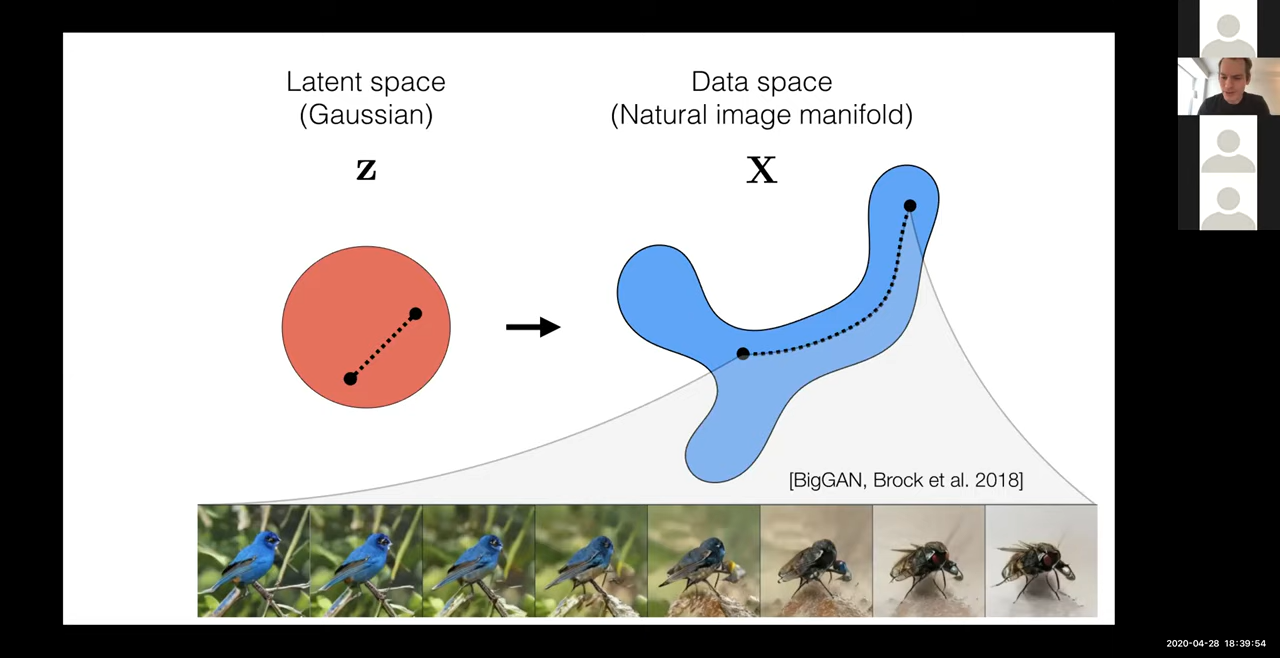 Latent space
(Gaussian)
z
Data space
(Natural image manifold)
X
[BigGAN, Brock et al. 2018]
2020-04-28 18:39:54